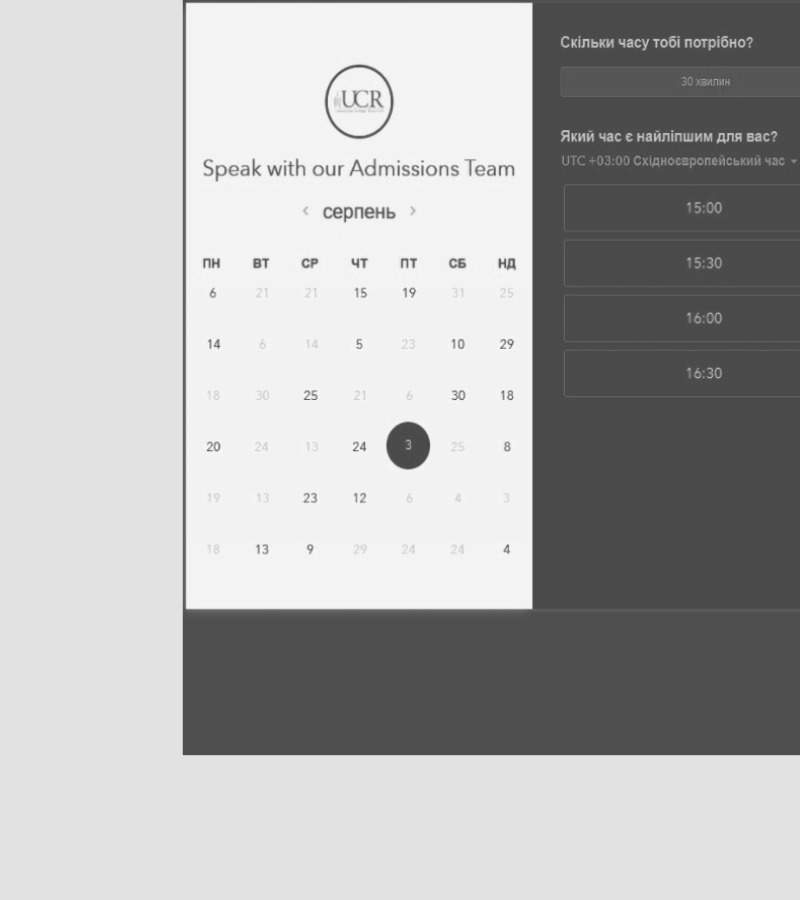 UCR
Speak with our Admissions Team
‹ серпень ›
ПН ВТ СР ЧТ ПТ СБ НД
6 21 21 15 19 31 25
14 6 14 5 23 10 29
18 30 25 21 6 30 18
20 24 13 24 3 25 8
19 13 23 12 6 4 3
18 13 9 29 24 24 4
Скільки часу тобі потрібно?
30 хвилин
Який час є найліпшим для вас?
UTC +03:00 Східноєвропейський час
15:00
15:30
16:00
16:30